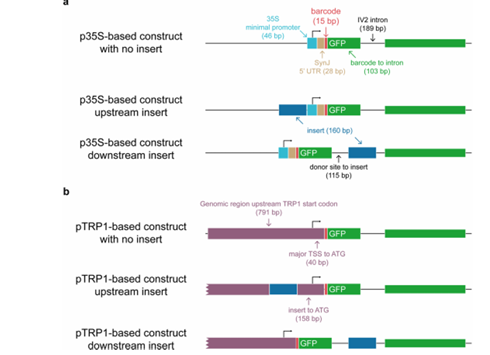 a
35S
minimal promoter
(46 bp)
barcode
(15 bp)
IV2 intron
(189 bp)
p35S-based construct
with no insert
GFP
SynJ
5' UTR (28 bp)
barcode to intron
(103 bp)
p35S-based construct
upstream insert
GFP
insert (160 bp)
p35S-based construct
downstream insert
GFP
donor site to insert
(115 bp)
b
Genomic region upstream TRP1 start codon
(791 bp)
pTRP1-based construct
with no insert
GFP
major TSS to ATG
(40 bp)
pTRP1-based construct
upstream insert
GFP
insert to ATG
(158 bp)
pTRP1-based construct
downstream insert
GFP